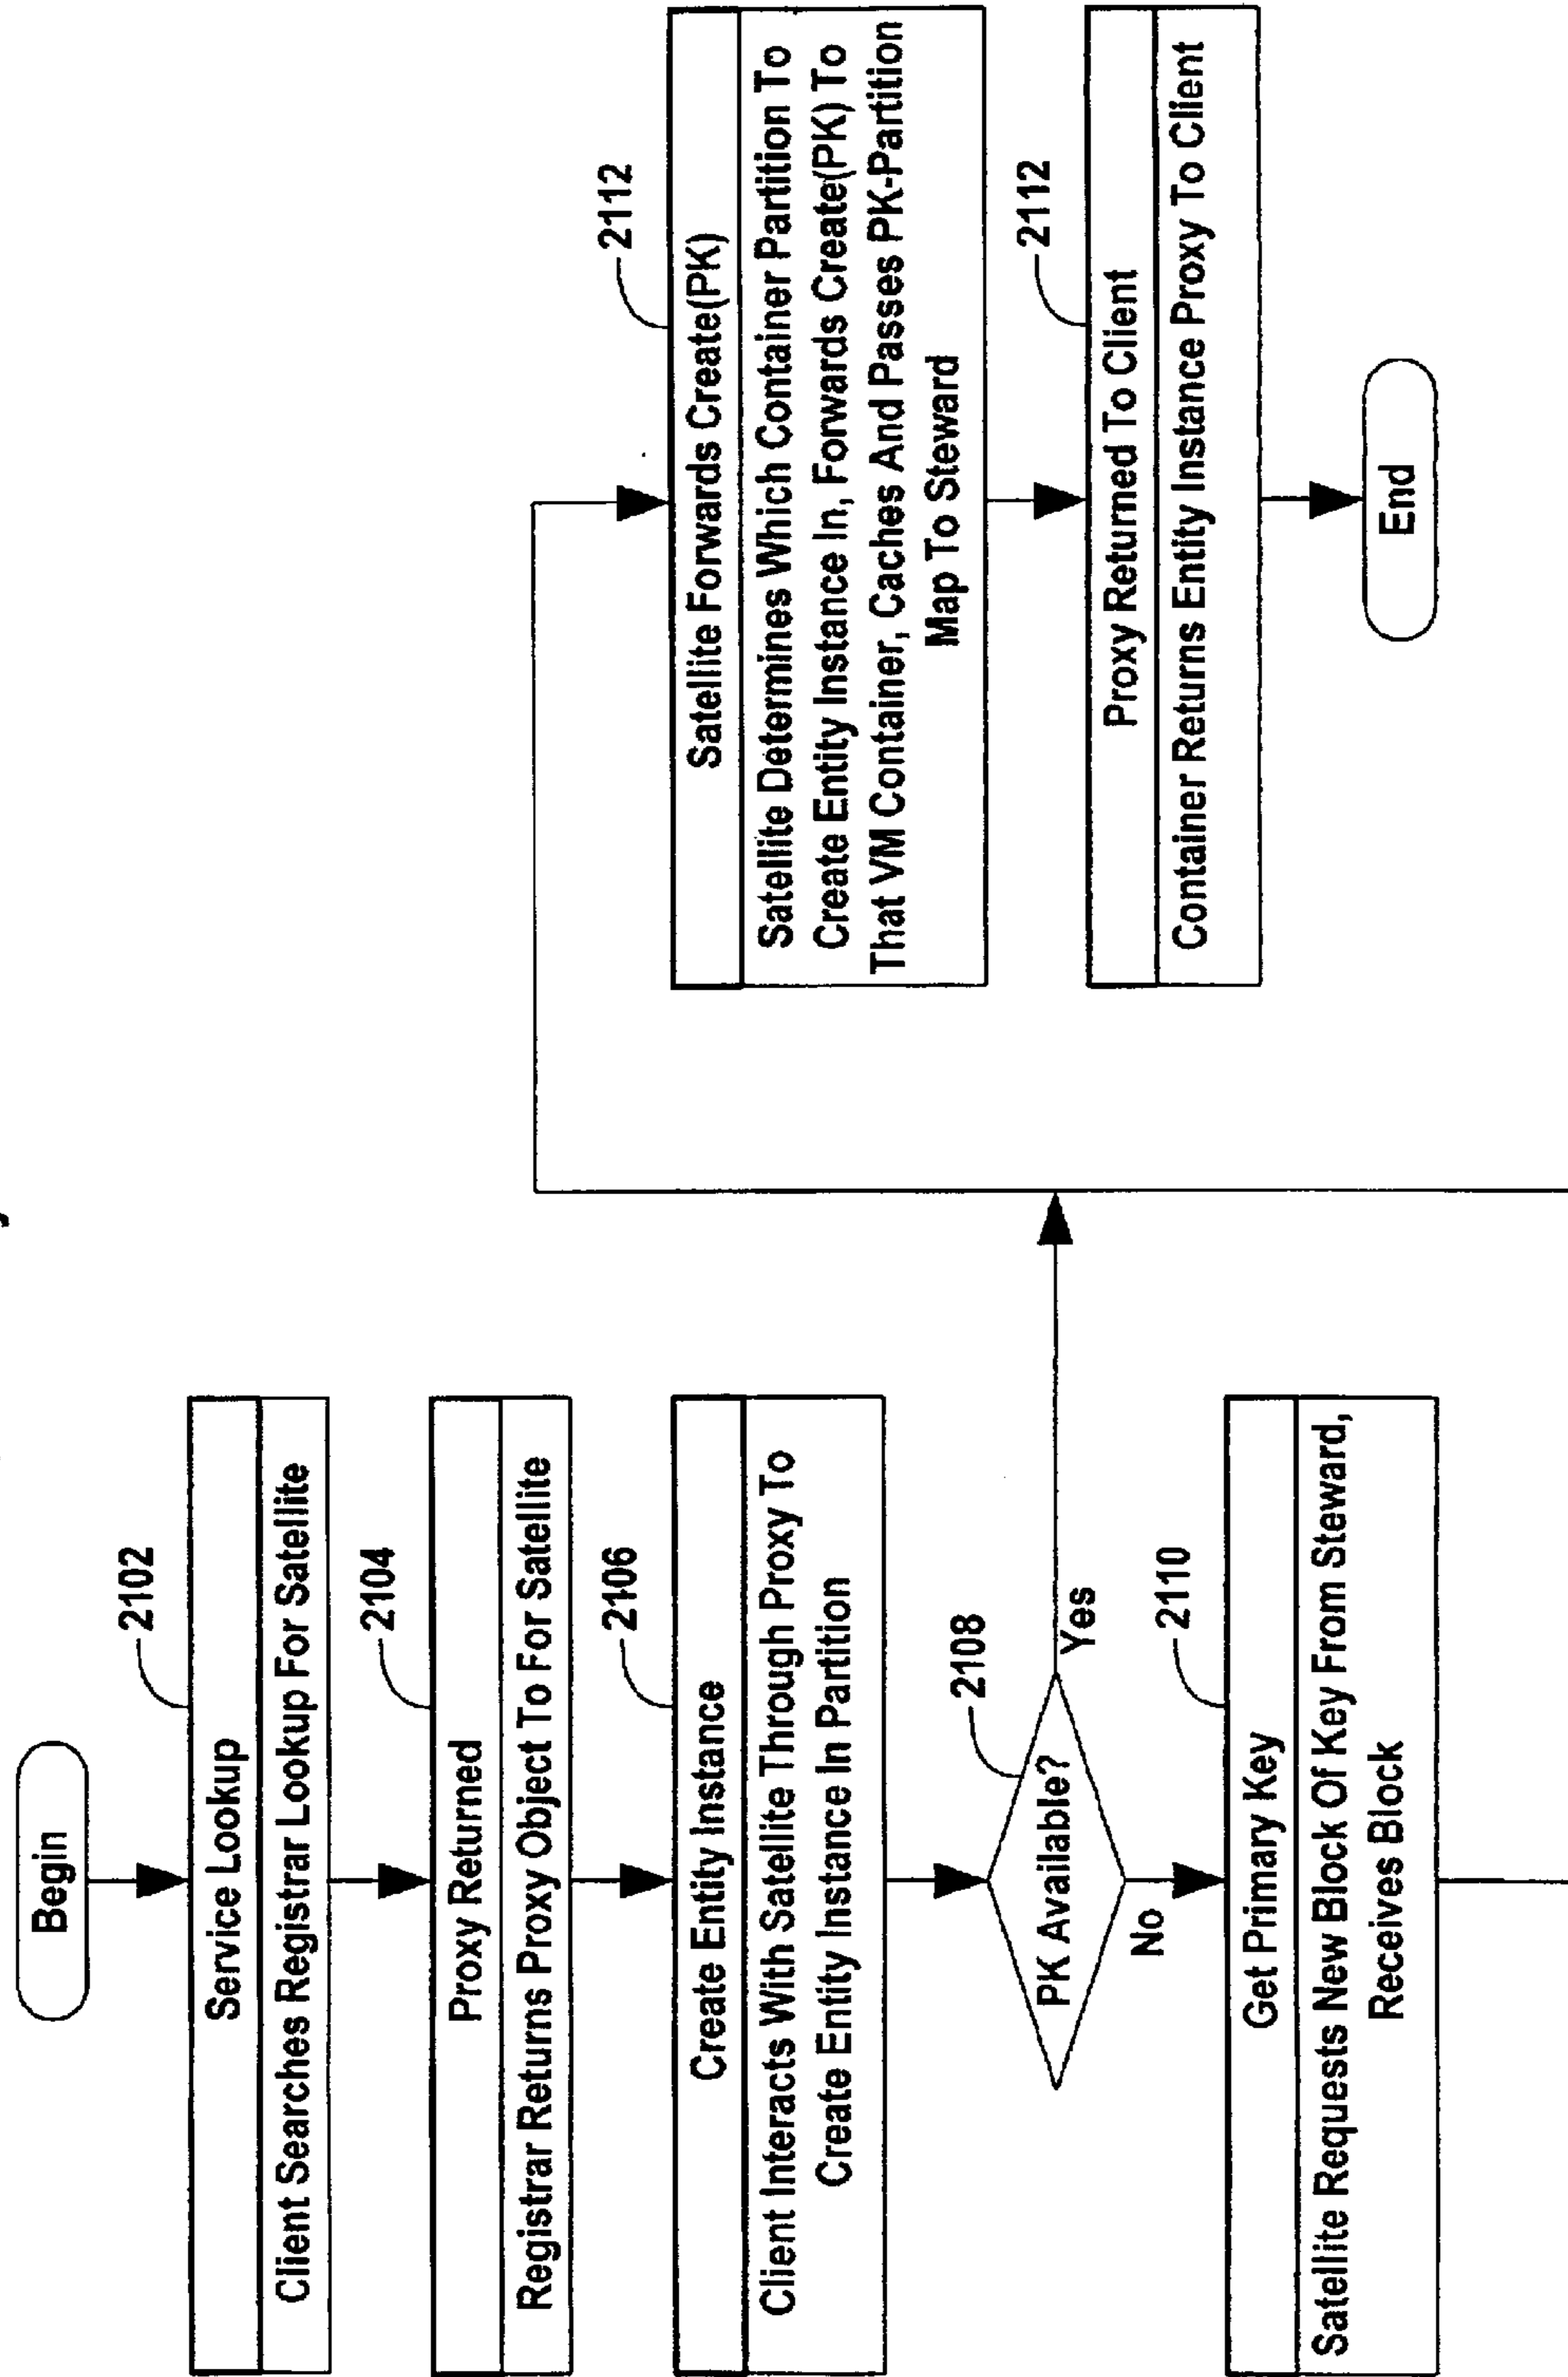 Begin
2102
Service Lookup
Client Searches Registrar Lookup For Satellite
2104
Proxy Returned
Registrar Returns Proxy Object To For Satellite
2106
Create Entity Instance
Client Interacts With Satellite Through Proxy To
Create Entity Instance In Partition
2108
PK Available?
Yes
No
2110
Get Primary Key
Satellite Requests New Block Of Key From Steward,
Receives Block
2112
Satellite Forwards Create(PK)
Satellite Determines Which Container Partition To
Create Entity Instance In, Forwards Create(PK) To
That VM Container, Caches And Passes PK-Partition
Map To Steward
2112
Proxy Returned To Client
Container Returns Entity Instance Proxy To Client
End